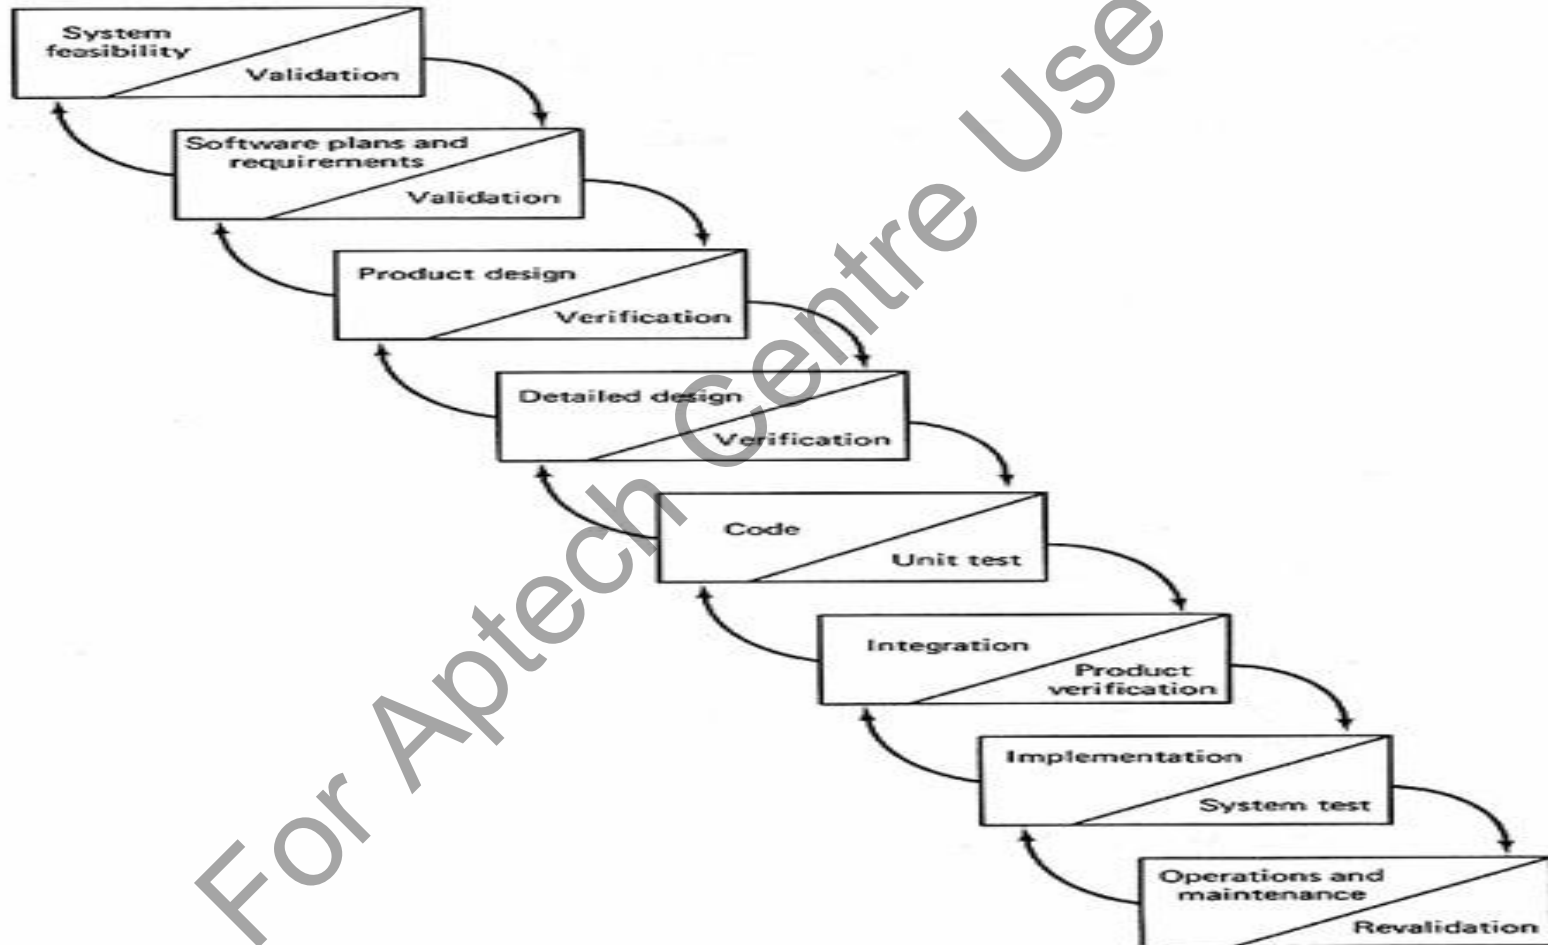 System
feasibility
Validation
Software plans and
requirements
Validation
Product design
Verification
Detailed design
Verification
Code
Unit test
Integration
Product
verification
Implementation
System test
Operations and
maintenance
Revalidation
For Aptech Centre Use